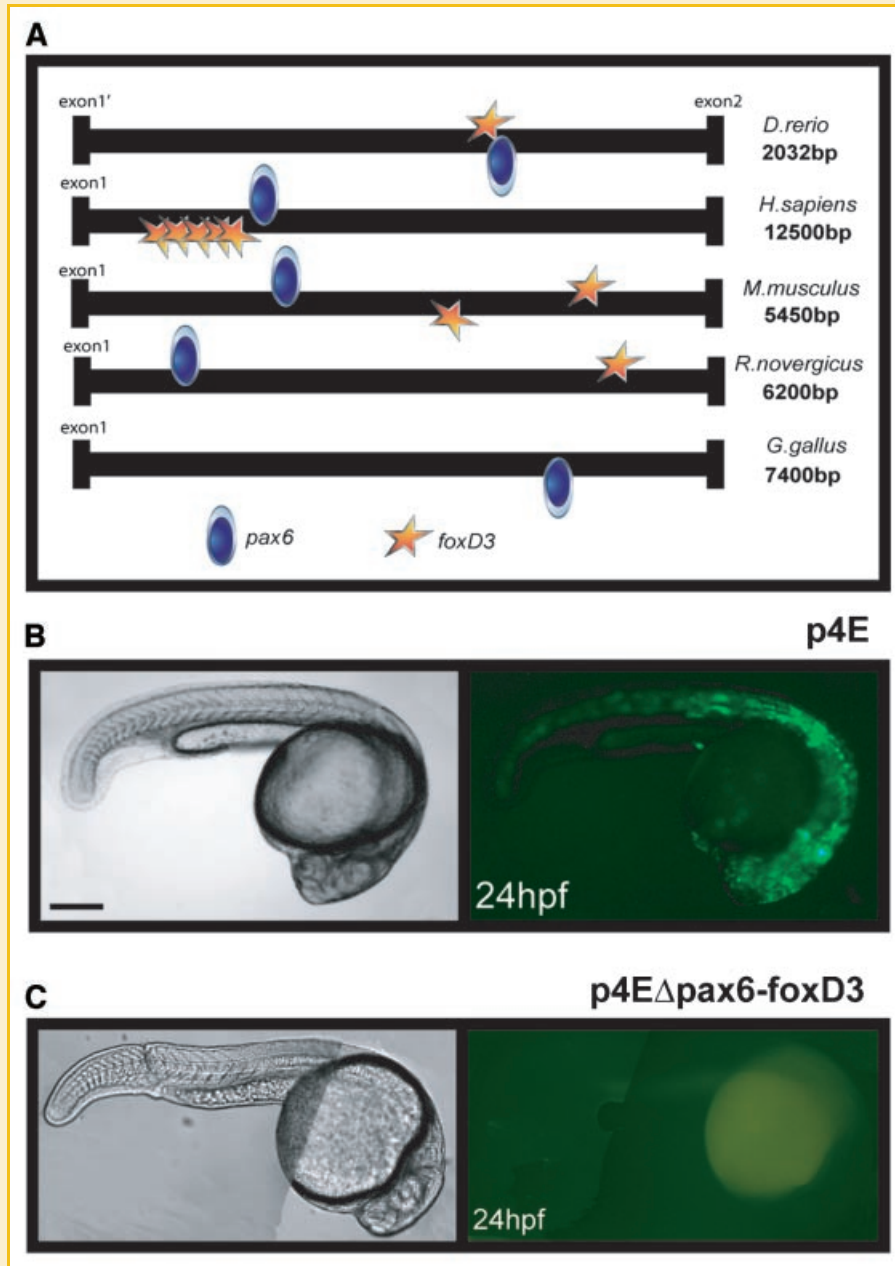 A
exon1' exon2
D.rerio
2032bp
exon1
H.sapiens
12500bp
exon1
M.musculus
5450bp
exon1
R.novergicus
6200bp
exon1
G.gallus
7400bp
pax6 foxD3
B p4E
24hpf
C p4EΔpax6-foxD3
24hpf